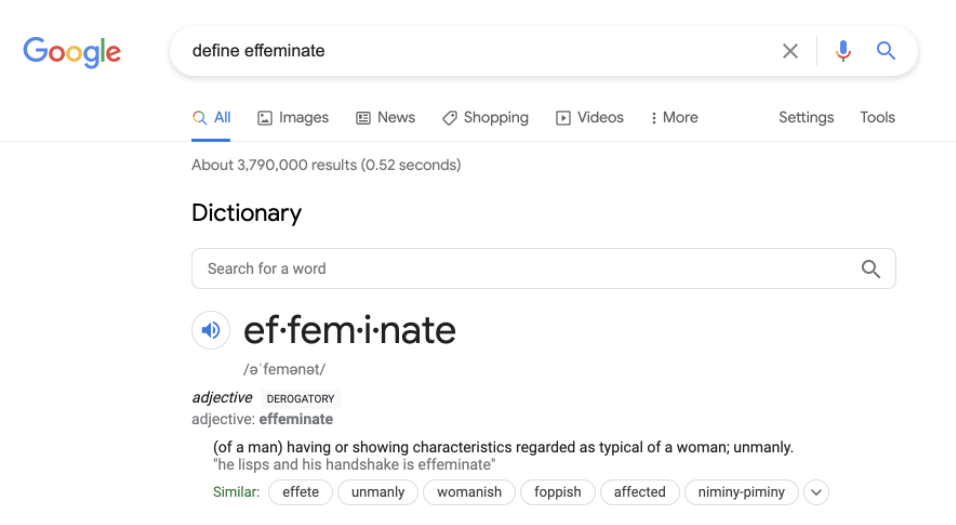 Google
define effeminate
All Images News Shopping Videos More Settings Tools
About 3,790,000 results (0.52 seconds)
Dictionary
Search for a word
ef·fem·i·nate
/əˈfemənət/
adjective DEROGATORY
adjective: effeminate
(of a man) having or showing characteristics regarded as typical of a woman; unmanly.
"he lisps and his handshake is effeminate"
Similar: effete unmanly womanish foppish affected niminy-piminy